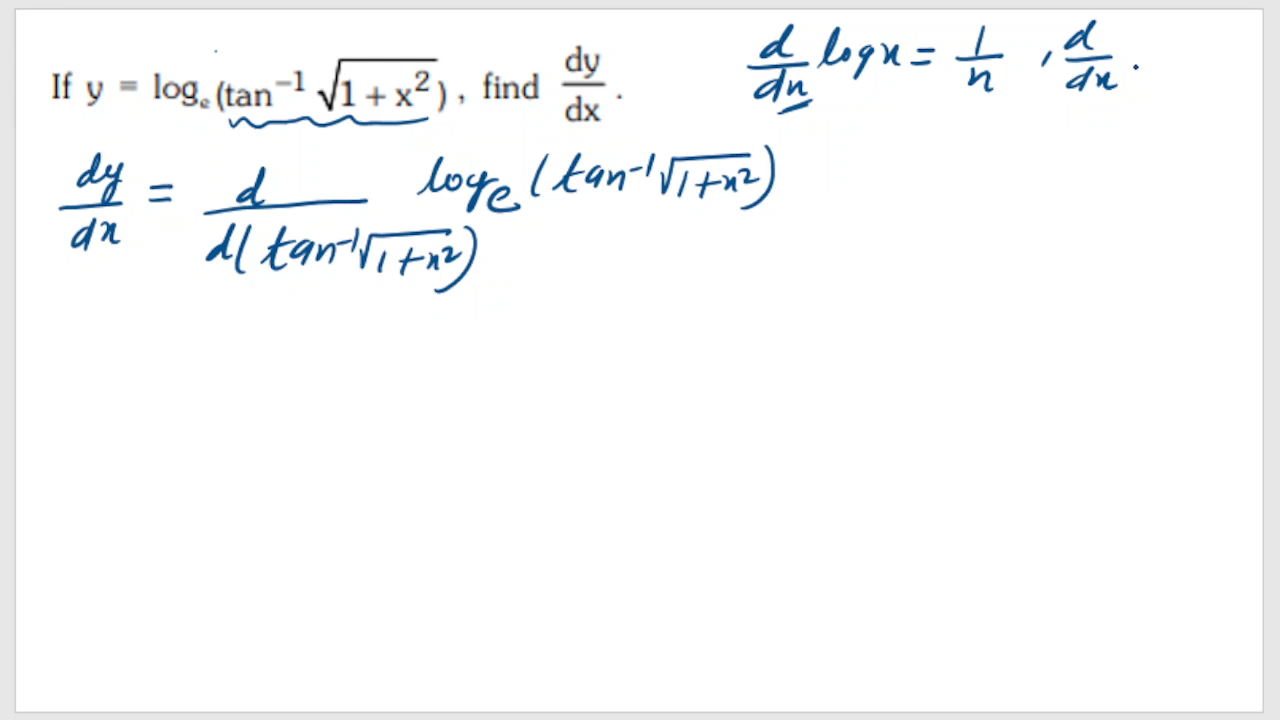 If y = logₑ(tan⁻¹ √(1 + x²)), find dy/dx .
d/dx log x = 1/x , d/dx .
dy/dx = d/d(tan⁻¹√(1+x²)) logₑ(tan⁻¹√(1+x²))